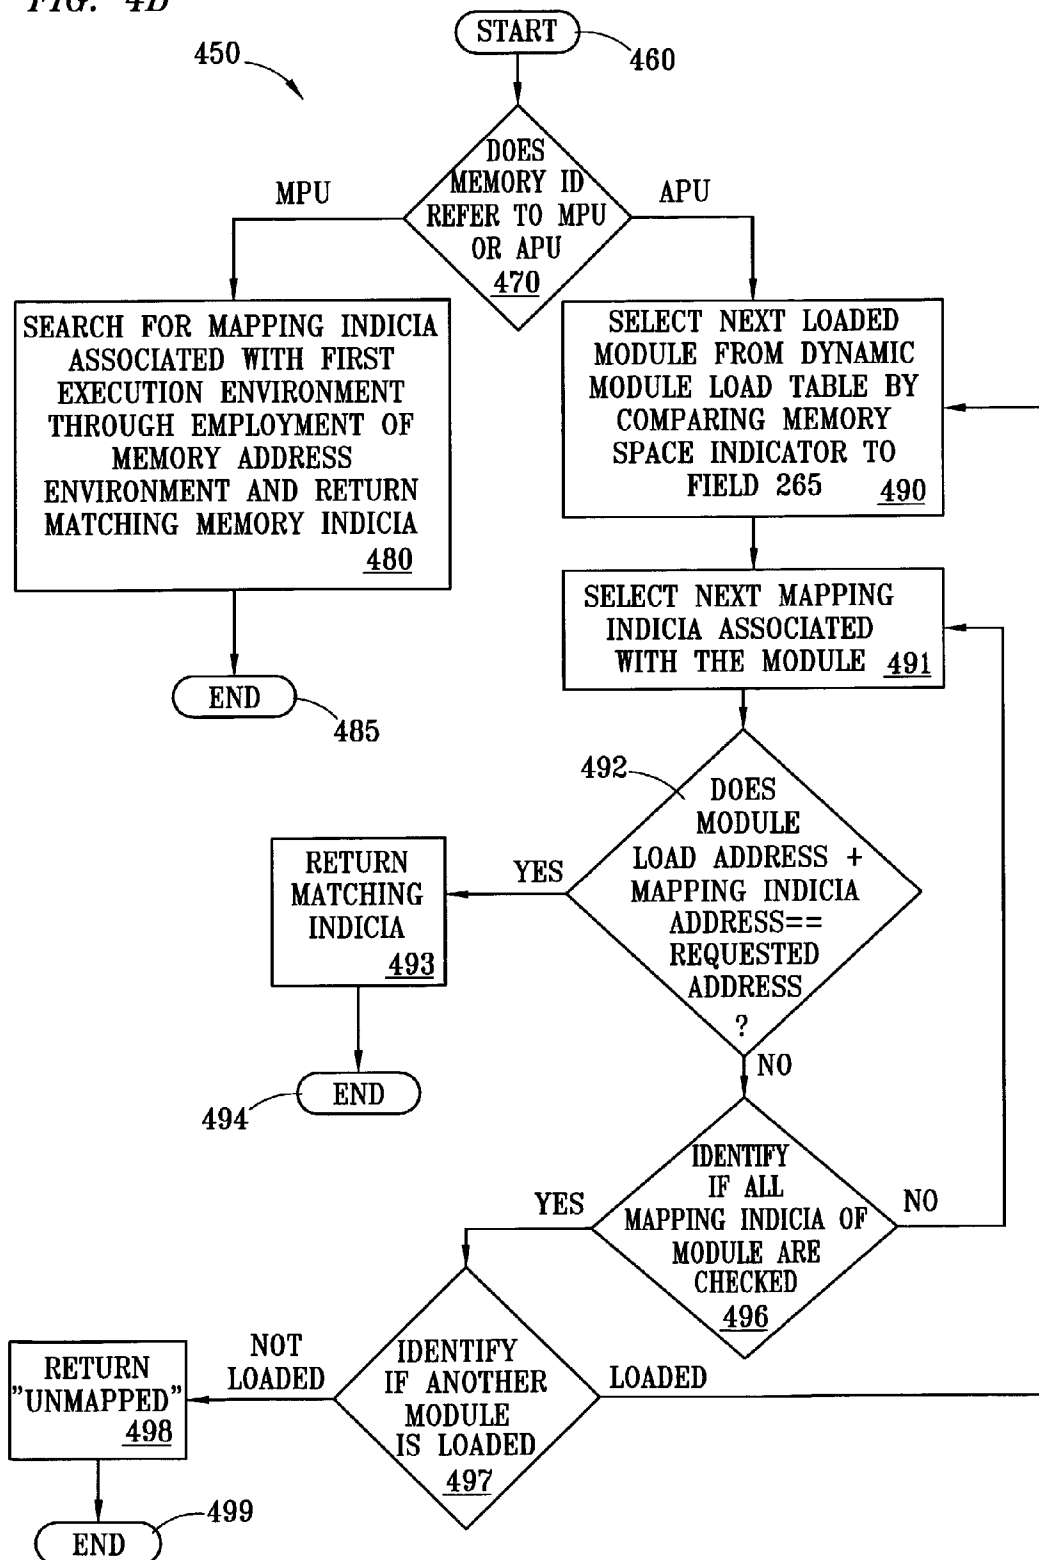 FIG. 4B
START
460
450
DOES
MEMORY ID
REFER TO MPU
OR APU
470
MPU
APU
SEARCH FOR MAPPING INDICIA
ASSOCIATED WITH FIRST
EXECUTION ENVIRONMENT
THROUGH EMPLOYMENT OF
MEMORY ADDRESS
ENVIRONMENT AND RETURN
MATCHING MEMORY INDICIA
480
END
485
SELECT NEXT LOADED
MODULE FROM DYNAMIC
MODULE LOAD TABLE BY
COMPARING MEMORY
SPACE INDICATOR TO
FIELD 265 490
SELECT NEXT MAPPING
INDICIA ASSOCIATED
WITH THE MODULE 491
492
DOES
MODULE
LOAD ADDRESS +
MAPPING INDICIA
ADDRESS==
REQUESTED
ADDRESS
?
YES
RETURN
MATCHING
INDICIA
493
END
494
NO
IDENTIFY
IF ALL
MAPPING INDICIA OF
MODULE ARE
CHECKED
496
NO
YES
IDENTIFY
IF ANOTHER
MODULE
IS LOADED
497
LOADED
NOT
LOADED
RETURN
"UNMAPPED"
498
END
499